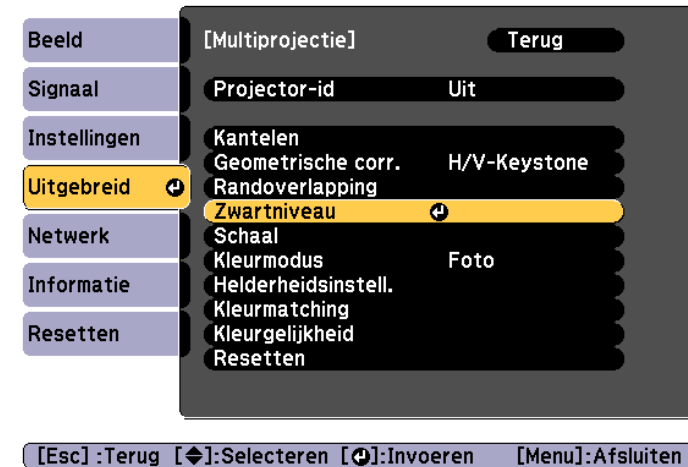 Beeld
Signaal
Instellingen
Uitgebreid
Netwerk
Informatie
Resetten
[Multiprojectie] Terug
Projector-id Uit
Kantelen
Geometrische corr. H/V-Keystone
Randoverlapping
Zwartniveau
Schaal
Kleurmodus Foto
Helderheidsinstell.
Kleurmatching
Kleurgelijkheid
Resetten
[Esc] :Terug [◆]:Selecteren [⏎]:Invoeren [Menu]:Afsluiten